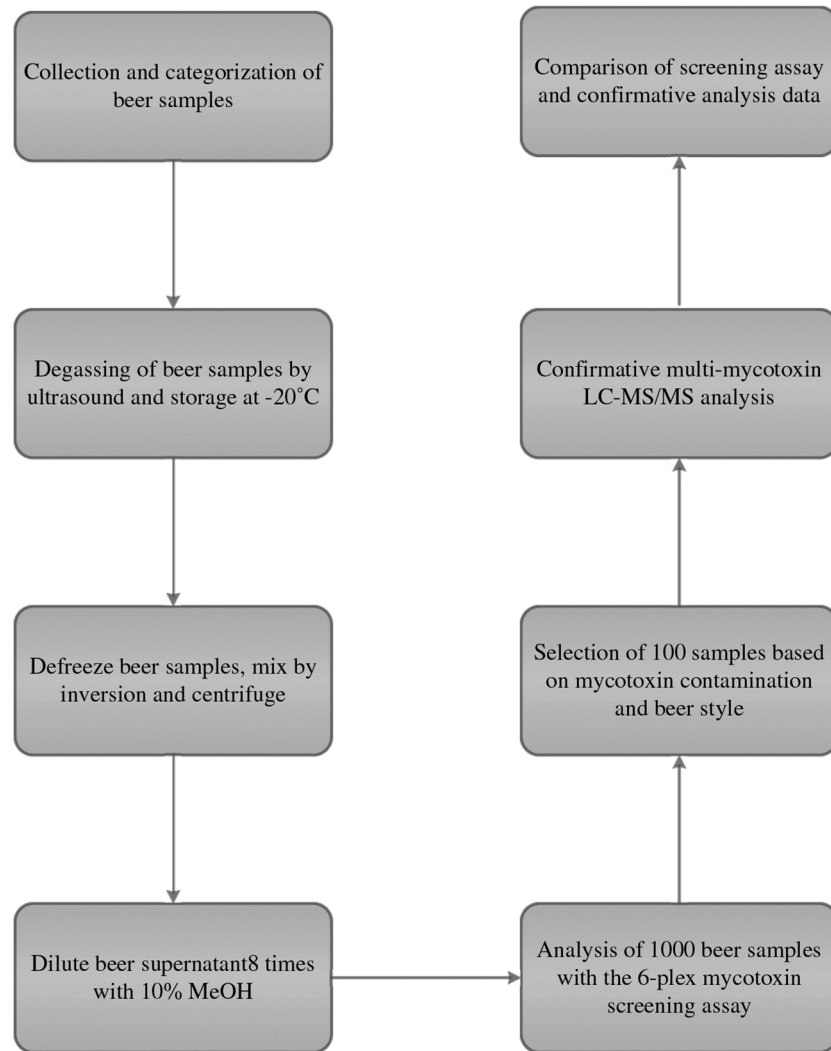 Collection and categorization of
beer samples
Degassing of beer samples by
ultrasound and storage at -20˚C
Defreeze beer samples, mix by
inversion and centrifuge
Dilute beer supernatant8 times
with 10% MeOH
Analysis of 1000 beer samples
with the 6-plex mycotoxin
screening assay
Selection of 100 samples based
on mycotoxin contamination
and beer style
Confirmative multi-mycotoxin
LC-MS/MS analysis
Comparison of screening assay
and confirmative analysis data